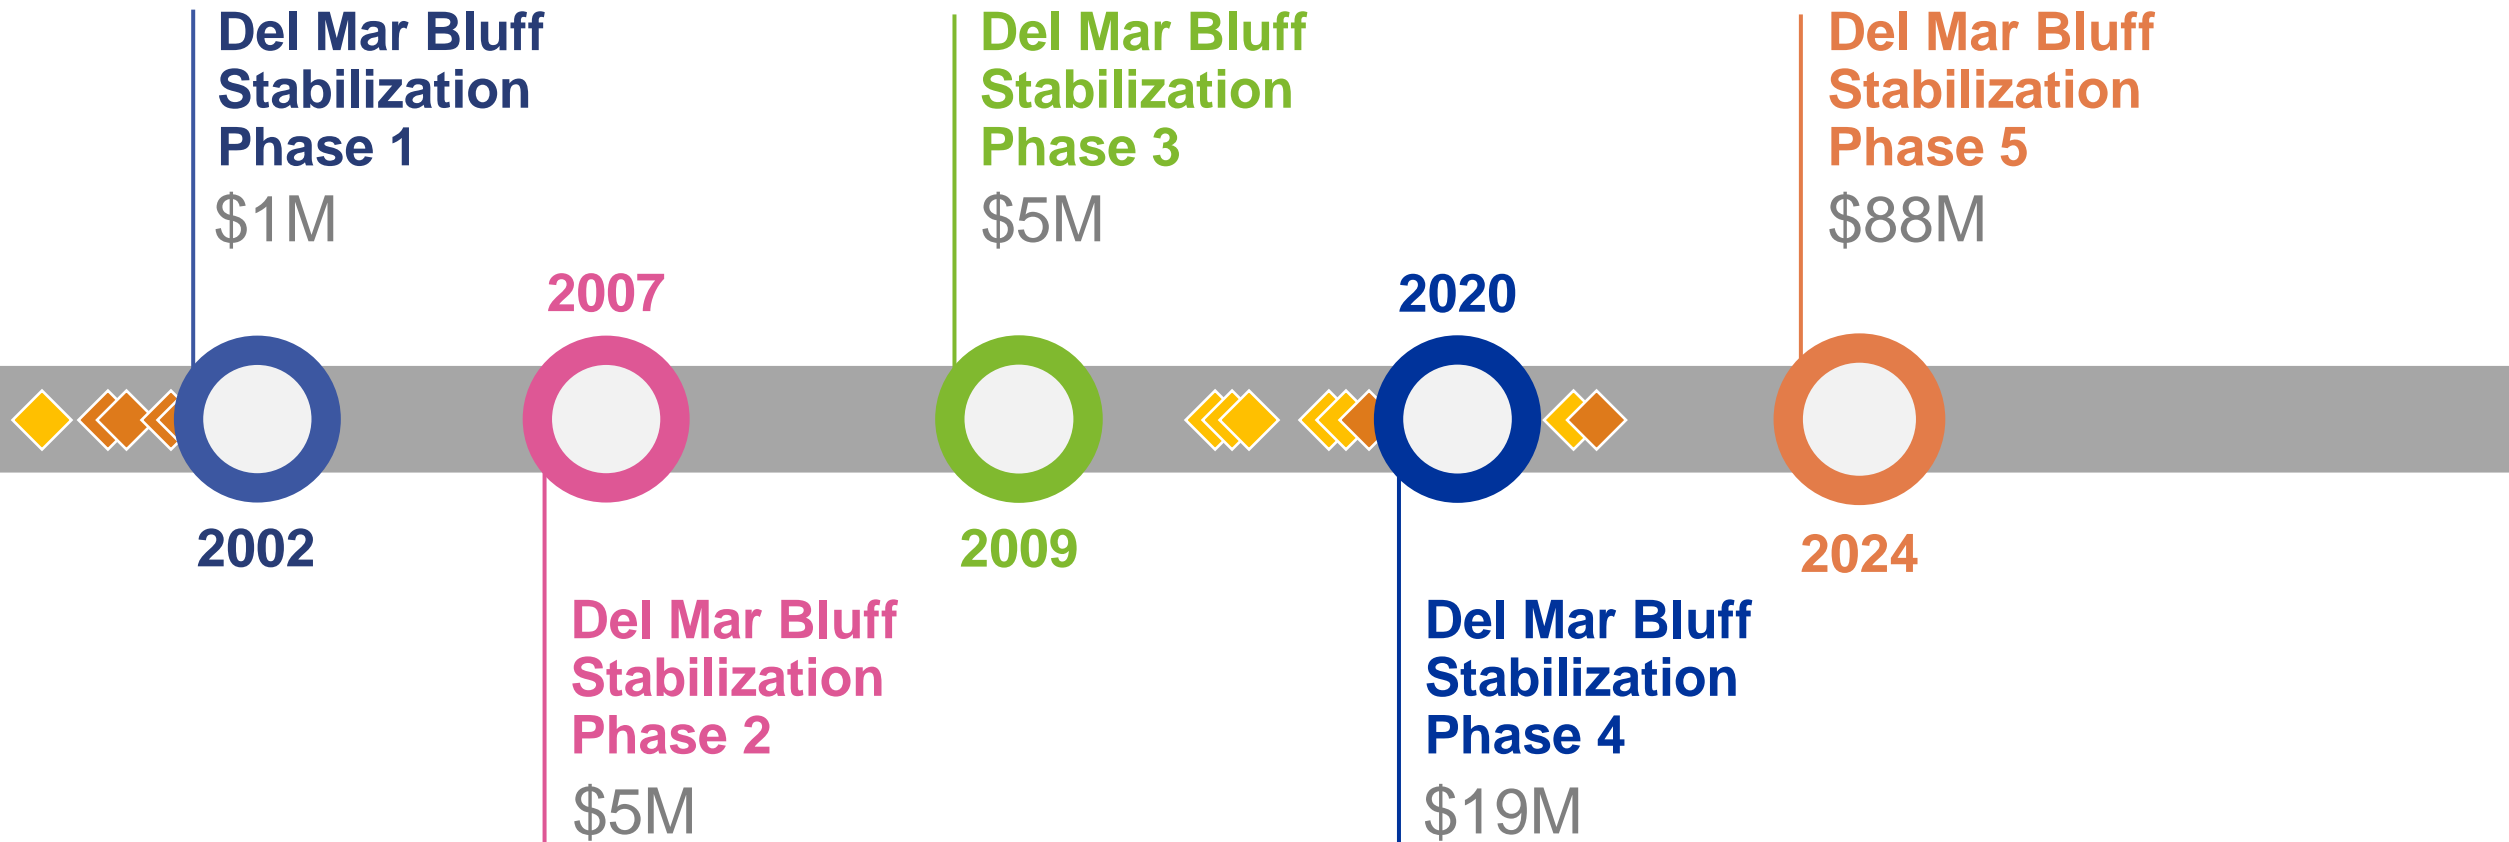 Del Mar Bluff
Stabilization
Phase 1
$1M
2002
2007
Del Mar Bluff
Stabilization
Phase 2
$5M
Del Mar Bluff
Stabilization
Phase 3
$5M
2009
2020
Del Mar Bluff
Stabilization
Phase 4
$19M
Del Mar Bluff
Stabilization
Phase 5
$88M
2024